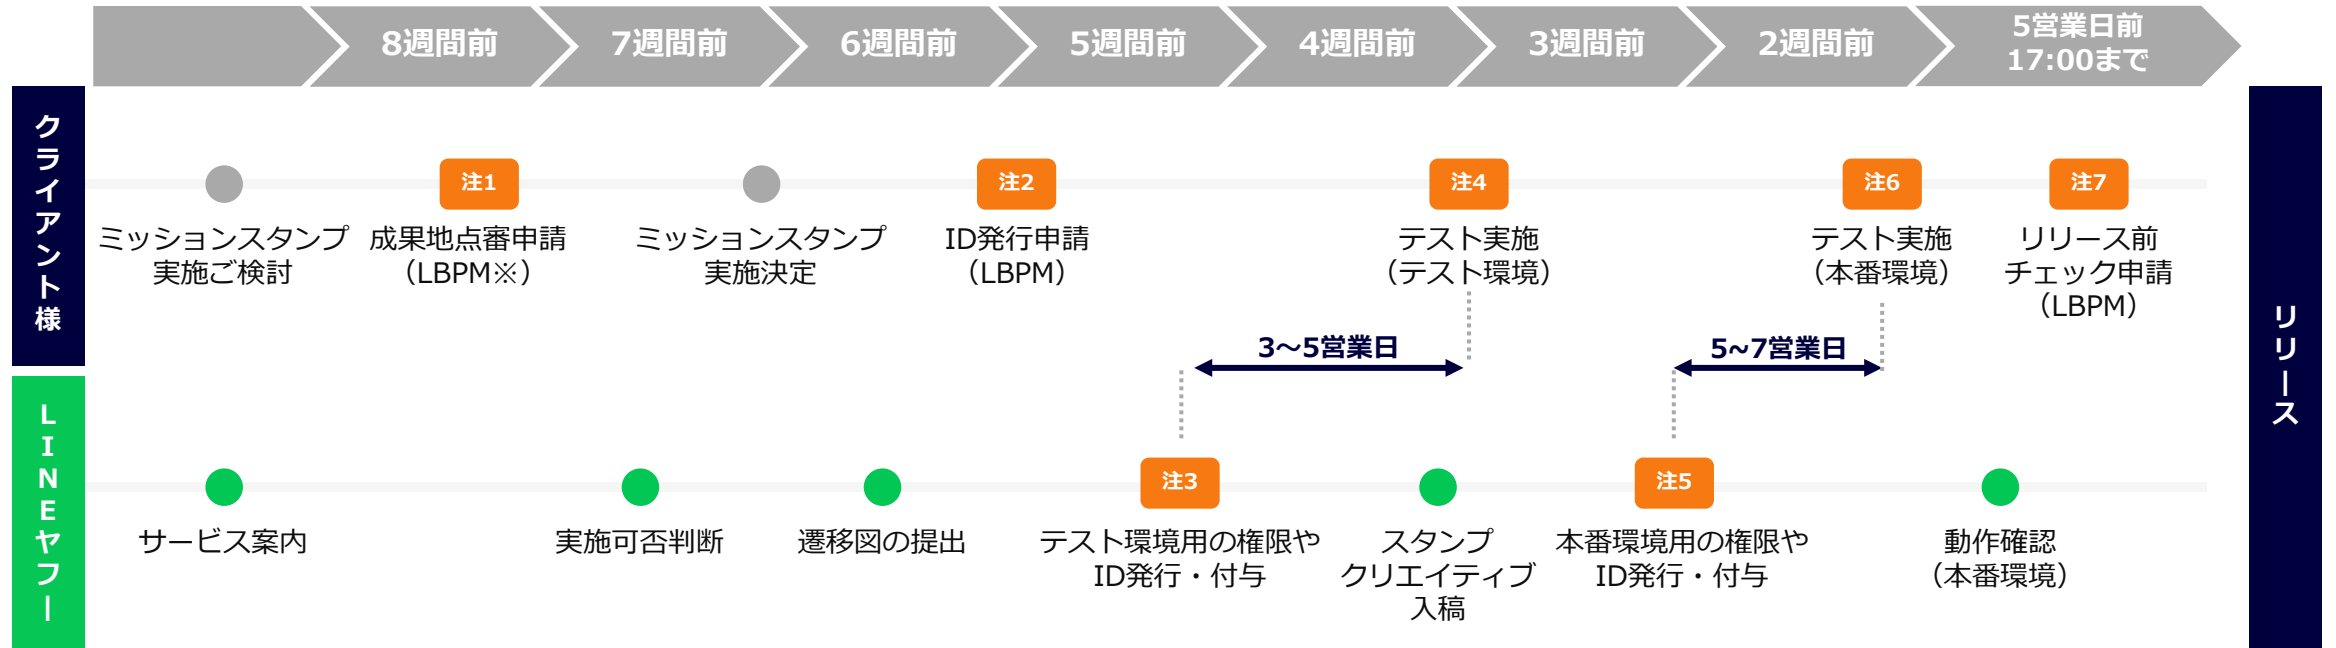 8週間前
7週間前
6週間前
5週間前
4週間前
3週間前
2週間前
5営業日前
17:00まで
クライアント様
注1
注2
注4
注6
注7
ミッションスタンプ
実施ご検討
成果地点審申請
（LBPM※）
ミッションスタンプ
実施決定
ID発行申請
（LBPM）
テスト実施
（テスト環境）
テスト実施
（本番環境）
リリース前
チェック申請
（LBPM）
3～5営業日
5~7営業日
LINEヤフー
注3
注5
サービス案内
実施可否判断
遷移図の提出
テスト環境用の権限や
ID発行・付与
スタンプ
クリエイティブ
入稿
本番環境用の権限や
ID発行・付与
動作確認
（本番環境）
リリース